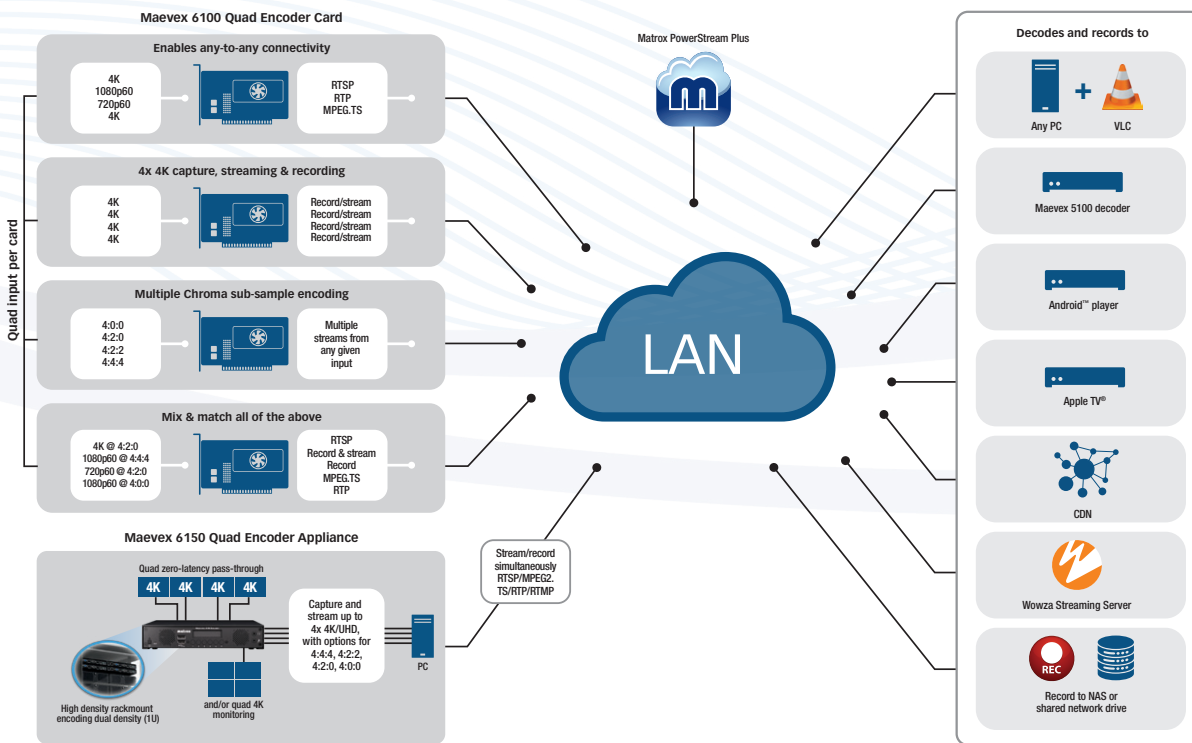 Maevex 6100 Quad Encoder Card
Quad input per card
Enables any-to-any connectivity
4K
1080p60
720p60
4K
RTSP
RTP
MPEG.TS
4x 4K capture, streaming & recording
4K
4K
4K
4K
Record/stream
Record/stream
Record/stream
Record/stream
Multiple Chroma sub-sample encoding
4:0:0
4:2:0
4:2:2
4:4:4
Multiple
streams from
any given
input
Mix & match all of the above
4K @ 4:2:0
1080p60 @ 4:4:4
720p60 @ 4:2:0
1080p60 @ 4:0:0
RTSP
Record & stream
Record
MPEG.TS
RTP
Maevex 6150 Quad Encoder Appliance
Quad zero-latency pass-through
4K 4K 4K 4K
High density rackmount
encoding dual density (1U)
and/or quad 4K
monitoring
Capture and
stream up to
4x 4K/UHD,
with options for
4:4:4, 4:2:2,
4:2:0, 4:0:0
PC
Stream/record
simultaneously
RTSP/MPEG2.
TS/RTP/RTMP
Matrox PowerStream Plus
m
LAN
Decodes and records to
Any PC
+
VLC
Maevex 5100 decoder
Android™ player
Apple TV®
CDN
Wowza Streaming Server
REC
Record to NAS or
shared network drive